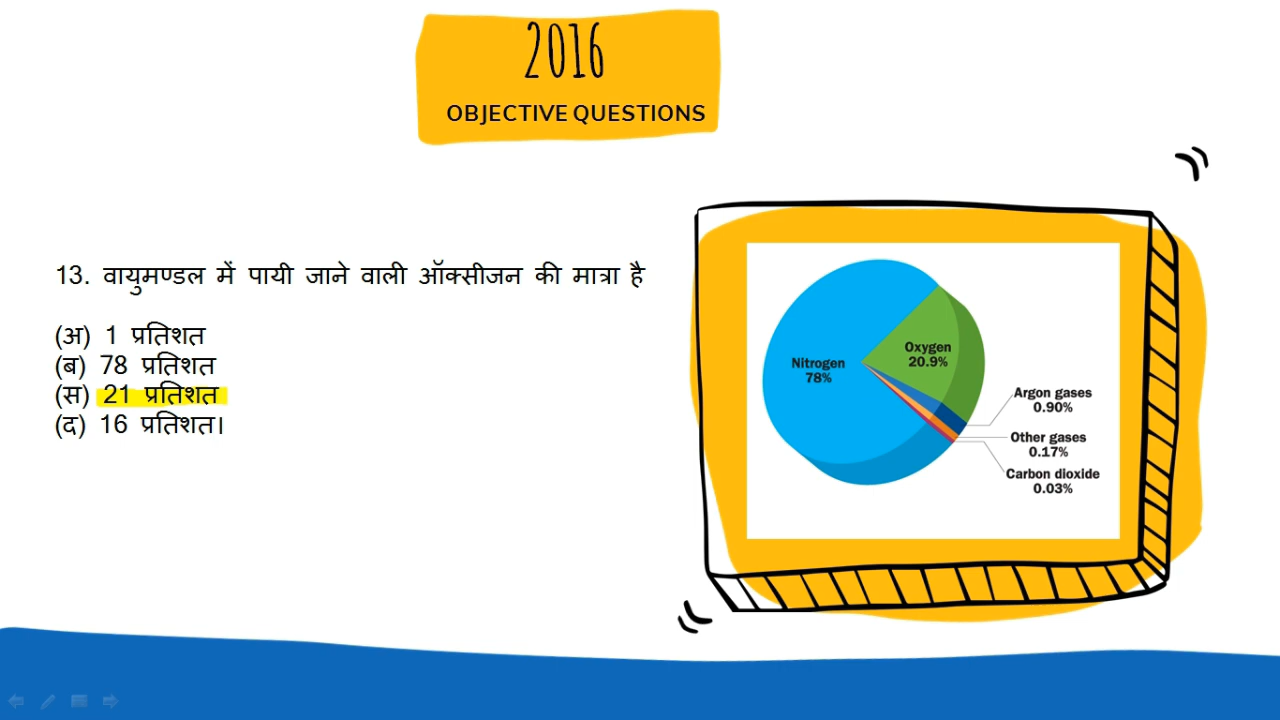 2016
OBJECTIVE QUESTIONS
13. वायुमण्डल में पायी जाने वाली ऑक्सीजन की मात्रा है
(अ) 1 प्रतिशत
(ब) 78 प्रतिशत
(स) 21 प्रतिशत
(द) 16 प्रतिशत।
Nitrogen
78%
Oxygen
20.9%
Argon gases
0.90%
Other gases
0.17%
Carbon dioxide
0.03%